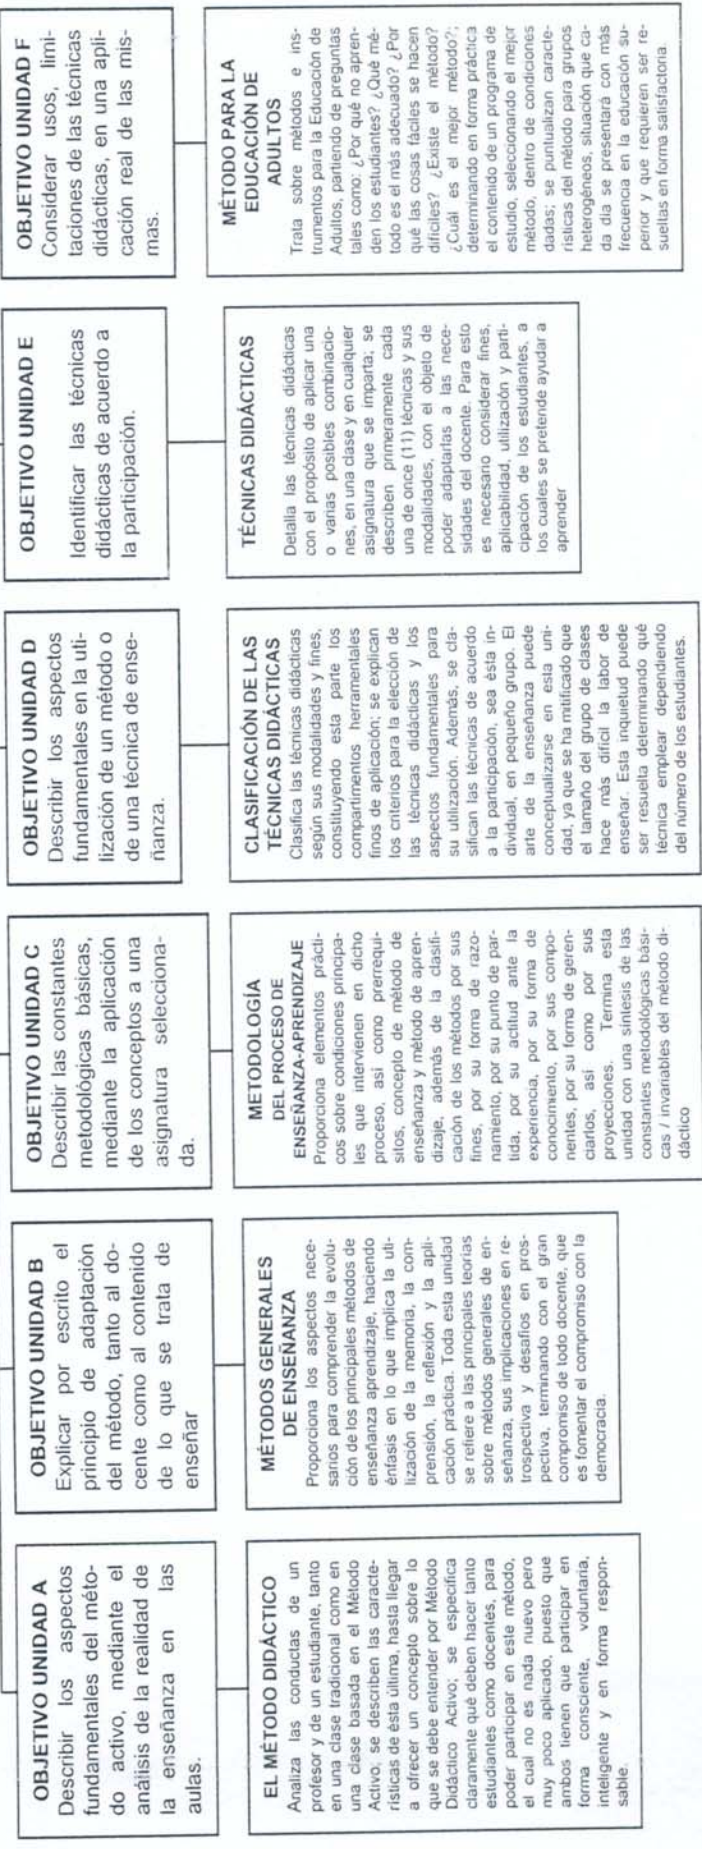 OBJETIVO UNIDAD A
Describir los aspectos
fundamentales del méto-
do activo, mediante el
análisis de la realidad de
la enseñanza en las
aulas.
EL MÉTODO DIDÁCTICO
Analiza las conductas de un
profesor y de un estudiante, tanto
en una clase tradicional como en
una clase basada en el Método
Activo; se describen las caracte-
rísticas de ésta última, hasta llegar
a ofrecer un concepto sobre lo
que se debe entender por Método
Didáctico Activo; se especifica
claramente qué deben hacer tanto
estudiantes como docentes, para
poder participar en este método,
el cual no es nada nuevo pero
muy poco aplicado, puesto que
ambos tienen que participar en
forma consciente, voluntaria,
inteligente y en forma respon-
sable.
OBJETIVO UNIDAD B
Explicar por escrito el
principio de adaptación
del método, tanto al do-
cente como al contenido
de lo que se trata de
enseñar
MÉTODOS GENERALES
DE ENSEÑANZA
Proporciona los aspectos nece-
sarios para comprender la evolu-
ción de los principales métodos de
enseñanza aprendizaje, haciendo
énfasis en lo que implica la uti-
lización de la memoria, la com-
prensión, la reflexión y la apli-
cación práctica. Toda esta unidad
se refiere a las principales teorías
sobre métodos generales de en-
señanza, sus implicaciones en re-
trospectiva y desafíos en pros-
pectiva, terminando con el gran
compromiso de todo docente, que
es fomentar el compromiso con la
democracia.
OBJETIVO UNIDAD C
Describir las constantes
metodológicas básicas,
mediante la aplicación
de los conceptos a una
asignatura selecciona-
da.
METODOLOGÍA
DEL PROCESO DE
ENSEÑANZA-APRENDIZAJE
Proporciona elementos prácti-
cos sobre condiciones principa-
les que intervienen en dicho
proceso, así como prerrequi-
sitos, concepto de método de
enseñanza y método de apren-
dizaje, además de la clasifi-
cación de los métodos por sus
fines, por su forma de razo-
namiento, por su punto de par-
tida, por su actitud ante la
experiencia, por su forma de
conocimiento, por sus compo-
nentes, por su forma de geren-
ciarlos, así como por sus
proyecciones. Termina esta
unidad con una síntesis de las
constantes metodológicas bási-
cas / invariables del método di-
dáctico
OBJETIVO UNIDAD D
Describir los aspectos
fundamentales en la uti-
lización de un método o
de una técnica de ense-
ñanza.
CLASIFICACIÓN DE LAS
TÉCNICAS DIDÁCTICAS
Clasifica las técnicas didácticas
según sus modalidades y fines,
constituyendo esta parte los
compartimentos herramentales
finos de aplicación; se explican
los criterios para la elección de
las técnicas didácticas y los
aspectos fundamentales para
su utilización. Además, se cla-
sifican las técnicas de acuerdo
a la participación, sea ésta in-
dividual, en pequeño grupo. El
arte de la enseñanza puede
conceptualizarse en esta uni-
dad, ya que se ha mitificado que
el tamaño del grupo de clases
hace más difícil la labor de
enseñar. Esta inquietud puede
ser resuelta determinando qué
técnica emplear dependiendo
del número de los estudiantes.
OBJETIVO UNIDAD E
Identificar las técnicas
didácticas de acuerdo a
la participación.
TÉCNICAS DIDÁCTICAS
Detalla las técnicas didácticas
con el propósito de aplicar una
o varias posibles combinacio-
nes, en una clase y en cualquier
asignatura que se imparta; se
describen primeramente cada
una de once (11) técnicas y sus
modalidades, con el objeto de
poder adaptarlas a las nece-
sidades del docente. Para esto
es necesario considerar fines,
aplicabilidad, utilización y parti-
cipación de los estudiantes, a
los cuales se pretende ayudar a
aprender
OBJETIVO UNIDAD F
Considerar usos, limi-
taciones de las técnicas
didácticas, en una apli-
cación real de las mis-
mas.
MÉTODO PARA LA
EDUCACIÓN DE
ADULTOS
Trata sobre métodos e ins-
trumentos para la Educación de
Adultos, partiendo de preguntas
tales como: ¿Por qué no apren-
den los estudiantes? ¿Qué mé-
todo es el más adecuado? ¿Por
qué las cosas fáciles se hacen
difíciles? ¿Existe el método?
¿Cuál es el mejor método?;
determinando en forma práctica
el contenido de un programa de
estudio, seleccionando el mejor
método, dentro de condiciones
dadas; se puntualizan caracte-
rísticas del método para grupos
heterogéneos, situación que ca-
da día se presentará con más
frecuencia en la educación su-
perior y que requieren ser re-
sueltas en forma satisfactoria.